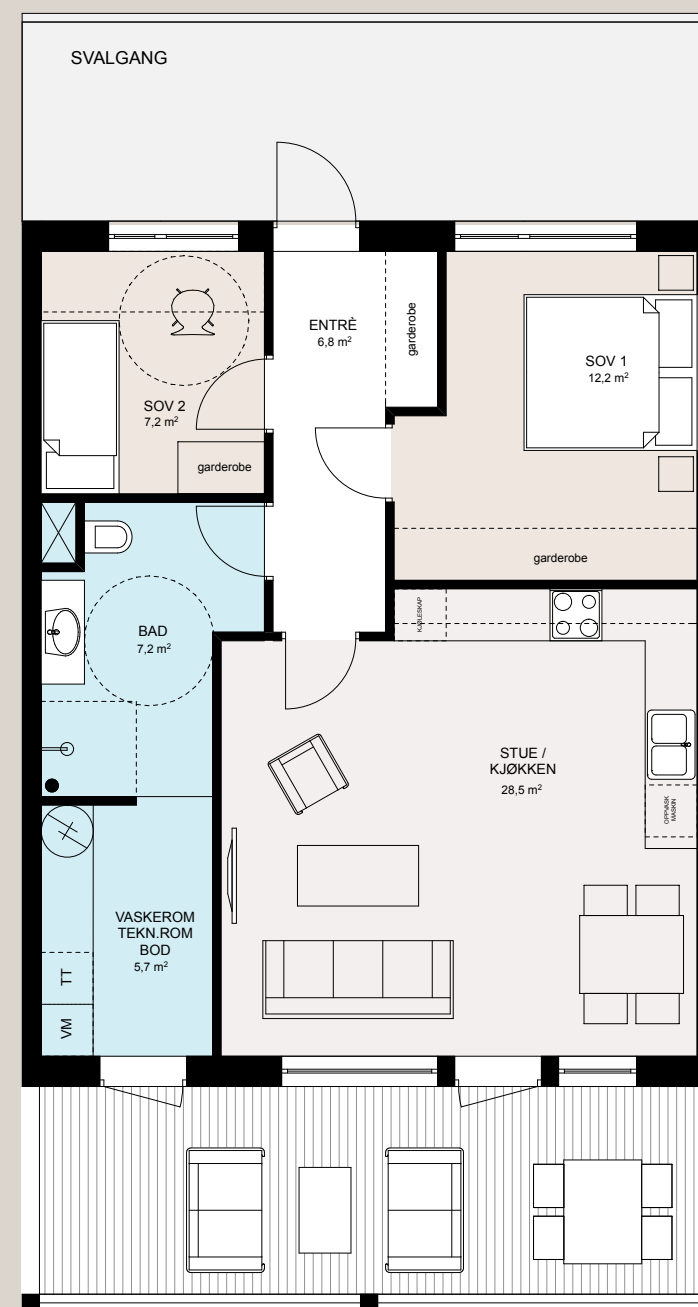 SVALGANG
ENTRÈ
6,8 m²
garderobe
SOV 1
12,2 m²
SOV 2
7,2 m²
garderobe
garderobe
KJØLESKAP
BAD
7,2 m²
STUE /
KJØKKEN
28,5 m²
OPPVASK
MASKIN
VASKEROM
TEKN.ROM
BOD
5,7 m²
TT
VM